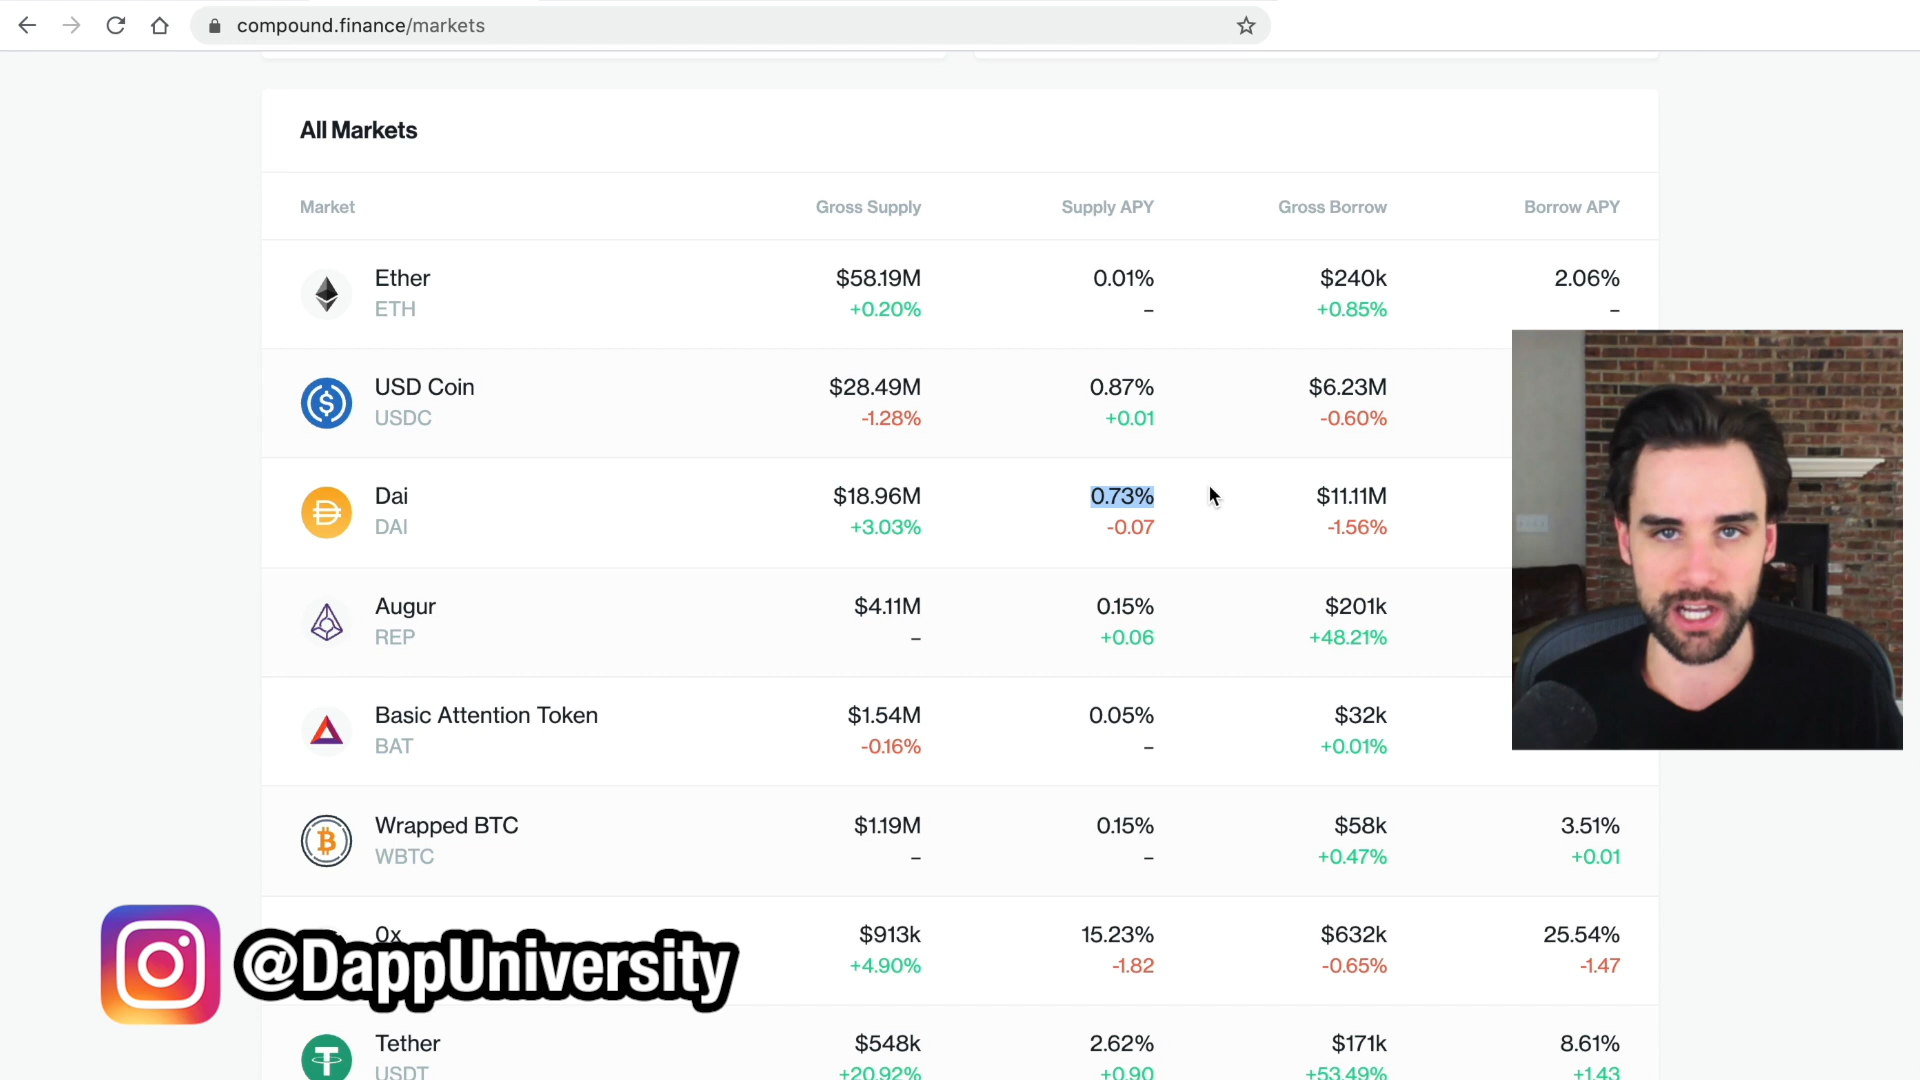 compound.finance/markets
All Markets
Market Gross Supply Supply APY Gross Borrow Borrow APY
Ether $58.19M 0.01% $240k 2.06%
ETH +0.20% – +0.85% –
USD Coin $28.49M 0.87% $6.23M
USDC -1.28% +0.01 -0.60%
Dai $18.96M 0.73% $11.11M
DAI +3.03% -0.07 -1.56%
Augur $4.11M 0.15% $201k
REP – +0.06 +48.21%
Basic Attention Token $1.54M 0.05% $32k
BAT -0.16% – +0.01%
Wrapped BTC $1.19M 0.15% $58k 3.51%
WBTC – – +0.47% +0.01
0x $913k 15.23% $632k 25.54%
+4.90% -1.82 -0.65% -1.47
@DappUniversity
Tether $548k 2.62% $171k 8.61%
USDT +20.92% +0.90 +53.49% +1.43